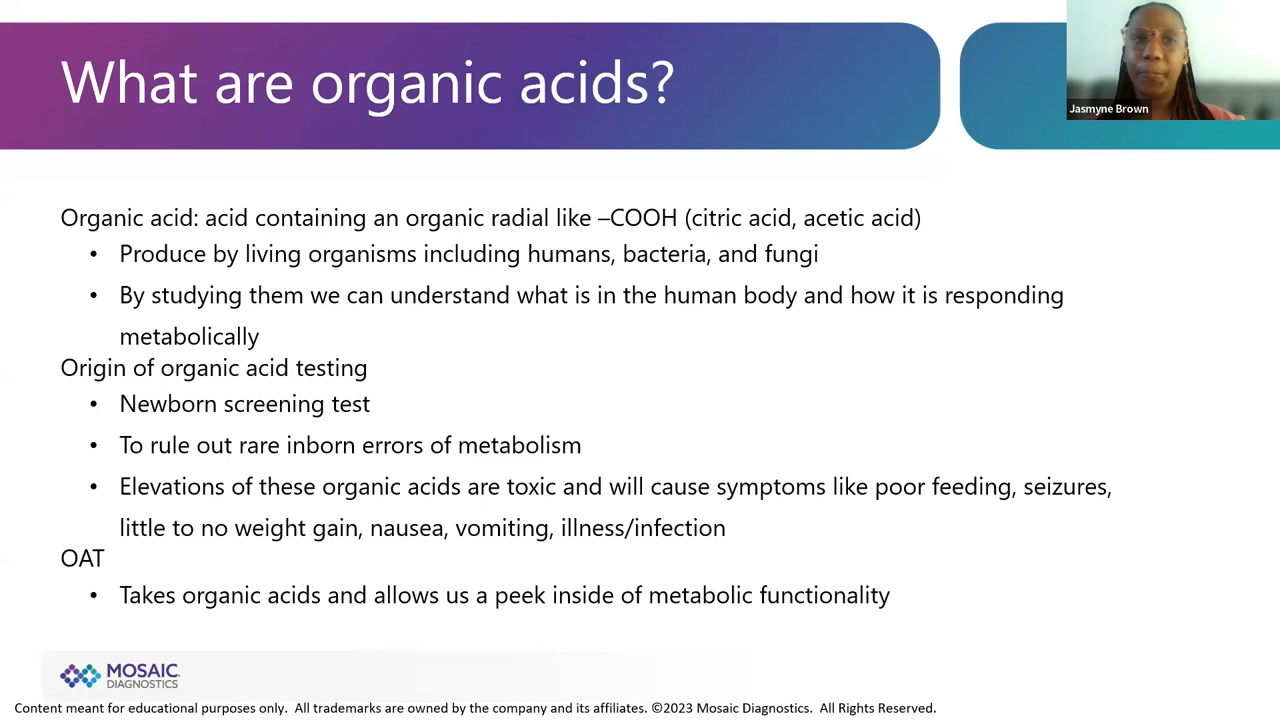 What are organic acids?
Jasmyne Brown
Organic acid: acid containing an organic radial like –COOH (citric acid, acetic acid)
• Produce by living organisms including humans, bacteria, and fungi
• By studying them we can understand what is in the human body and how it is responding
metabolically
Origin of organic acid testing
• Newborn screening test
• To rule out rare inborn errors of metabolism
• Elevations of these organic acids are toxic and will cause symptoms like poor feeding, seizures,
little to no weight gain, nausea, vomiting, illness/infection
OAT
• Takes organic acids and allows us a peek inside of metabolic functionality
MOSAIC
DIAGNOSTICS
Content meant for educational purposes only. All trademarks are owned by the company and its affiliates. ©2023 Mosaic Diagnostics. All Rights Reserved.